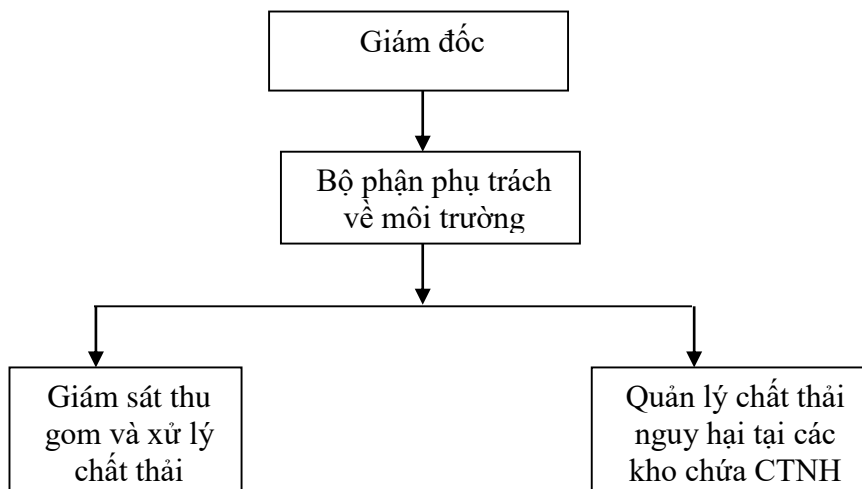 Giám đốc
Bộ phận phụ trách
về môi trường
Giám sát thu
gom và xử lý
chất thải
Quản lý chất thải
nguy hại tại các
kho chứa CTNH